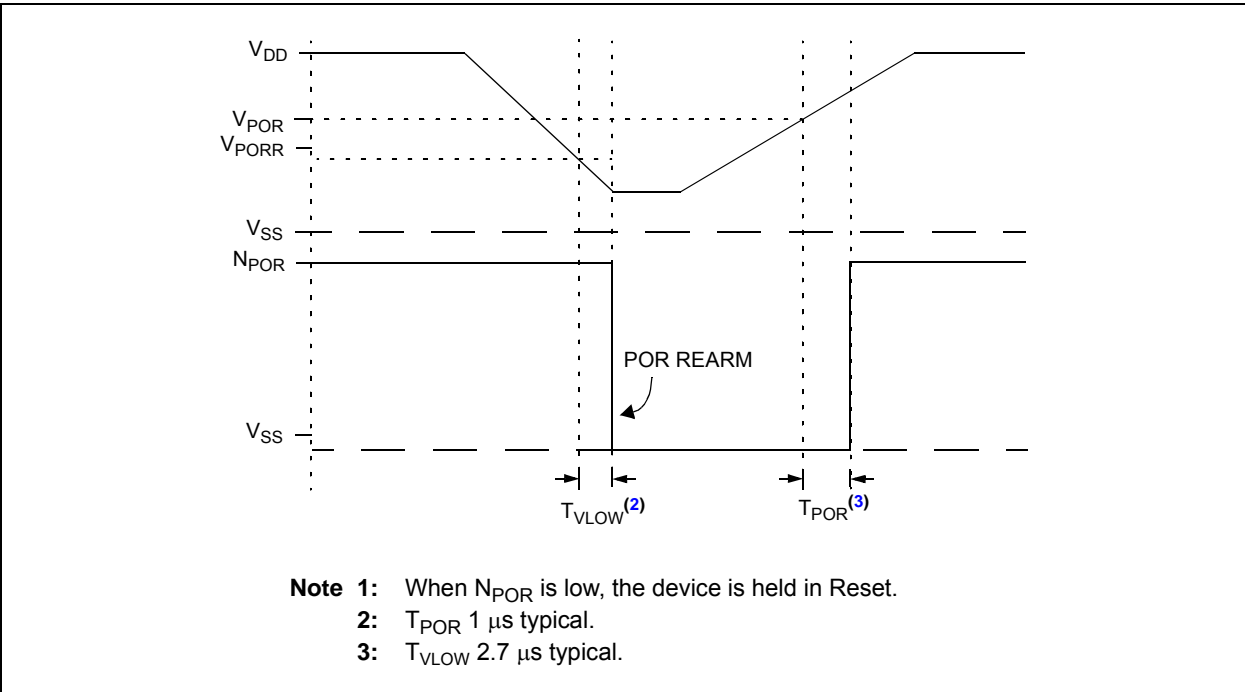 VDD
VPOR
VPORR
VSS
NPOR
POR REARM
VSS
TVLOW(2)
TPOR(3)
Note 1: When NPOR is low, the device is held in Reset.
2: TPOR 1 μs typical.
3: TVLOW 2.7 μs typical.